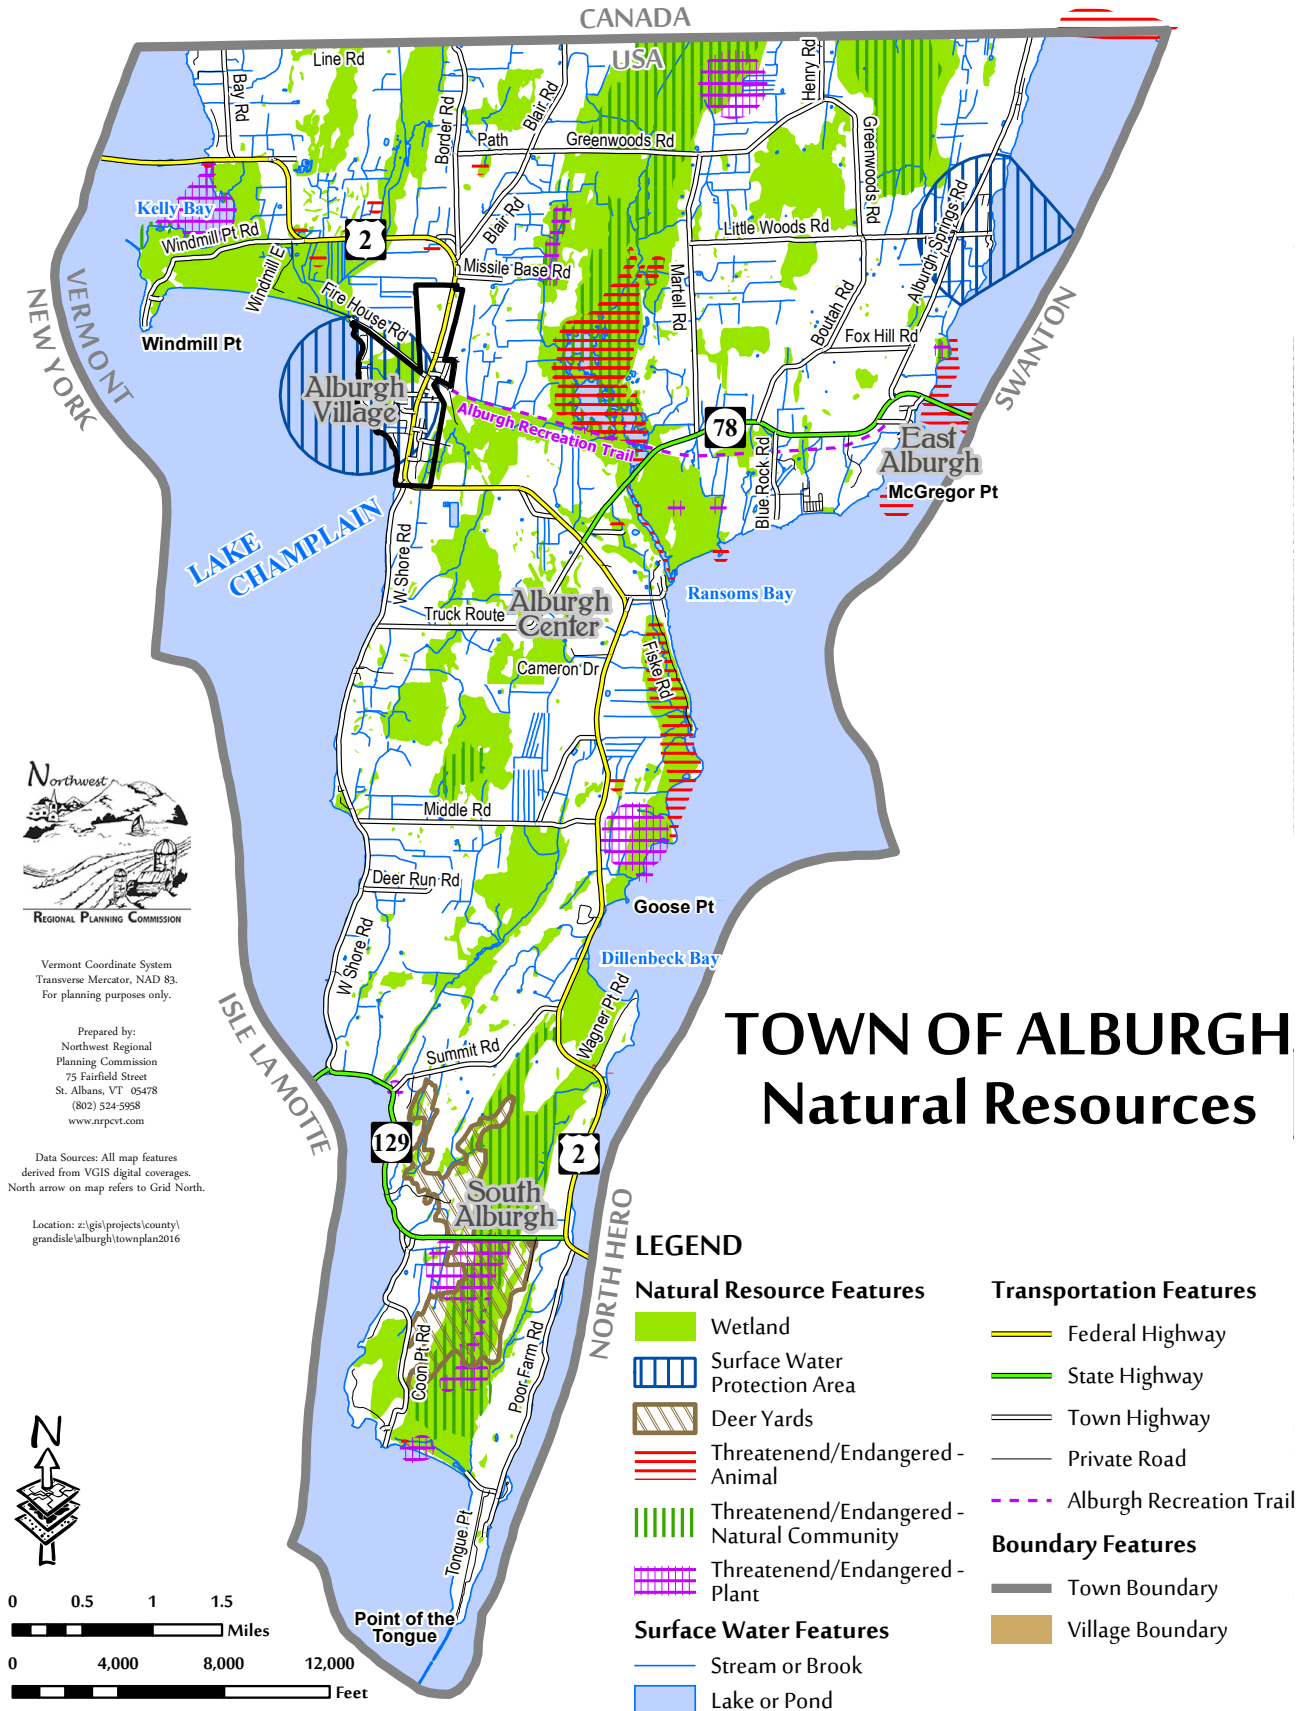 CANADA
USA
Line Rd
Bay Rd
Border Rd
Blair Rd
Path
Greenwoods Rd
Henry Rd
Greenwoods Rd
Kelly Bay
Windmill Pt Rd
Windmill E
2
Blair Rd
Missile Base Rd
Little Woods Rd
Alburgh Springs Rd
VERMONT
NEW YORK
Fire House Rd
Martell Rd
Boutah Rd
Fox Hill Rd
SWANTON
Windmill Pt
Alburgh
Village
Alburgh Recreation Trail
78
East
Alburgh
McGregor Pt
Blue Rock Rd
LAKE
CHAMPLAIN
W Shore Rd
Ransoms Bay
Alburgh
Center
Truck Route
Cameron Dr
Fiske Rd
Northwest
REGIONAL PLANNING COMMISSION
Middle Rd
Deer Run Rd
Goose Pt
W Shore Rd
Dillenbeck Bay
Wagner Pt Rd
Vermont Coordinate System
Transverse Mercator, NAD 83.
For planning purposes only.
Prepared by:
Northwest Regional
Planning Commission
75 Fairfield Street
St. Albans, VT 05478
(802) 524-5958
www.nrpcvt.com
Data Sources: All map features
derived from VGIS digital coverages.
North arrow on map refers to Grid North.
Location: z:\gis\projects\county\
grandisle\alburgh\townplan2016
ISLE LA MOTTE
Summit Rd
TOWN OF ALBURGH
Natural Resources
129
2
South
Alburgh
NORTH HERO
Coon Pt Rd
Poor Farm Rd
Tongue Pt
Point of the
Tongue
N
0 0.5 1 1.5
Miles
0 4,000 8,000 12,000
Feet
LEGEND
Natural Resource Features
Wetland
Surface Water
Protection Area
Deer Yards
Threatenend/Endangered -
Animal
Threatenend/Endangered -
Natural Community
Threatenend/Endangered -
Plant
Surface Water Features
Stream or Brook
Lake or Pond
Transportation Features
Federal Highway
State Highway
Town Highway
Private Road
Alburgh Recreation Trail
Boundary Features
Town Boundary
Village Boundary